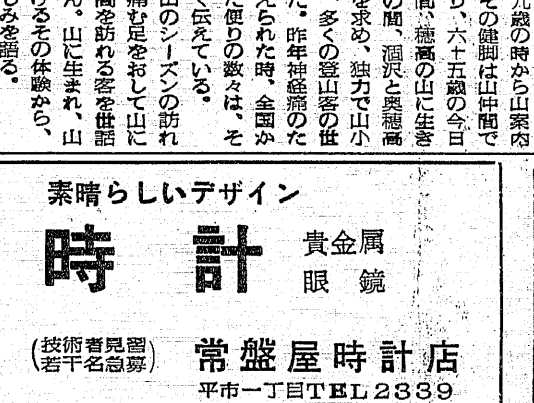 九歳の時から山案内
その健脚は山仲間で
り、六十五歳の今日
間、穂高の山に生き
の間、涸沢と奥穂高
を求め、独力で山小
、多くの登山客の世
た。昨年神経痛のた
えられた時、全国か
た便りの数々は、そ
く伝えている。
山のシーズンの訪れ
痛む足をおして山に
高を訪れる客を世話
ん。山に生まれ、山
けるその体験から、
しみを語る。
素晴らしいデザイン
時計
貴金属
眼鏡
(技術者見習
若干名急募)
常盤屋時計店
平市一丁目TEL2339